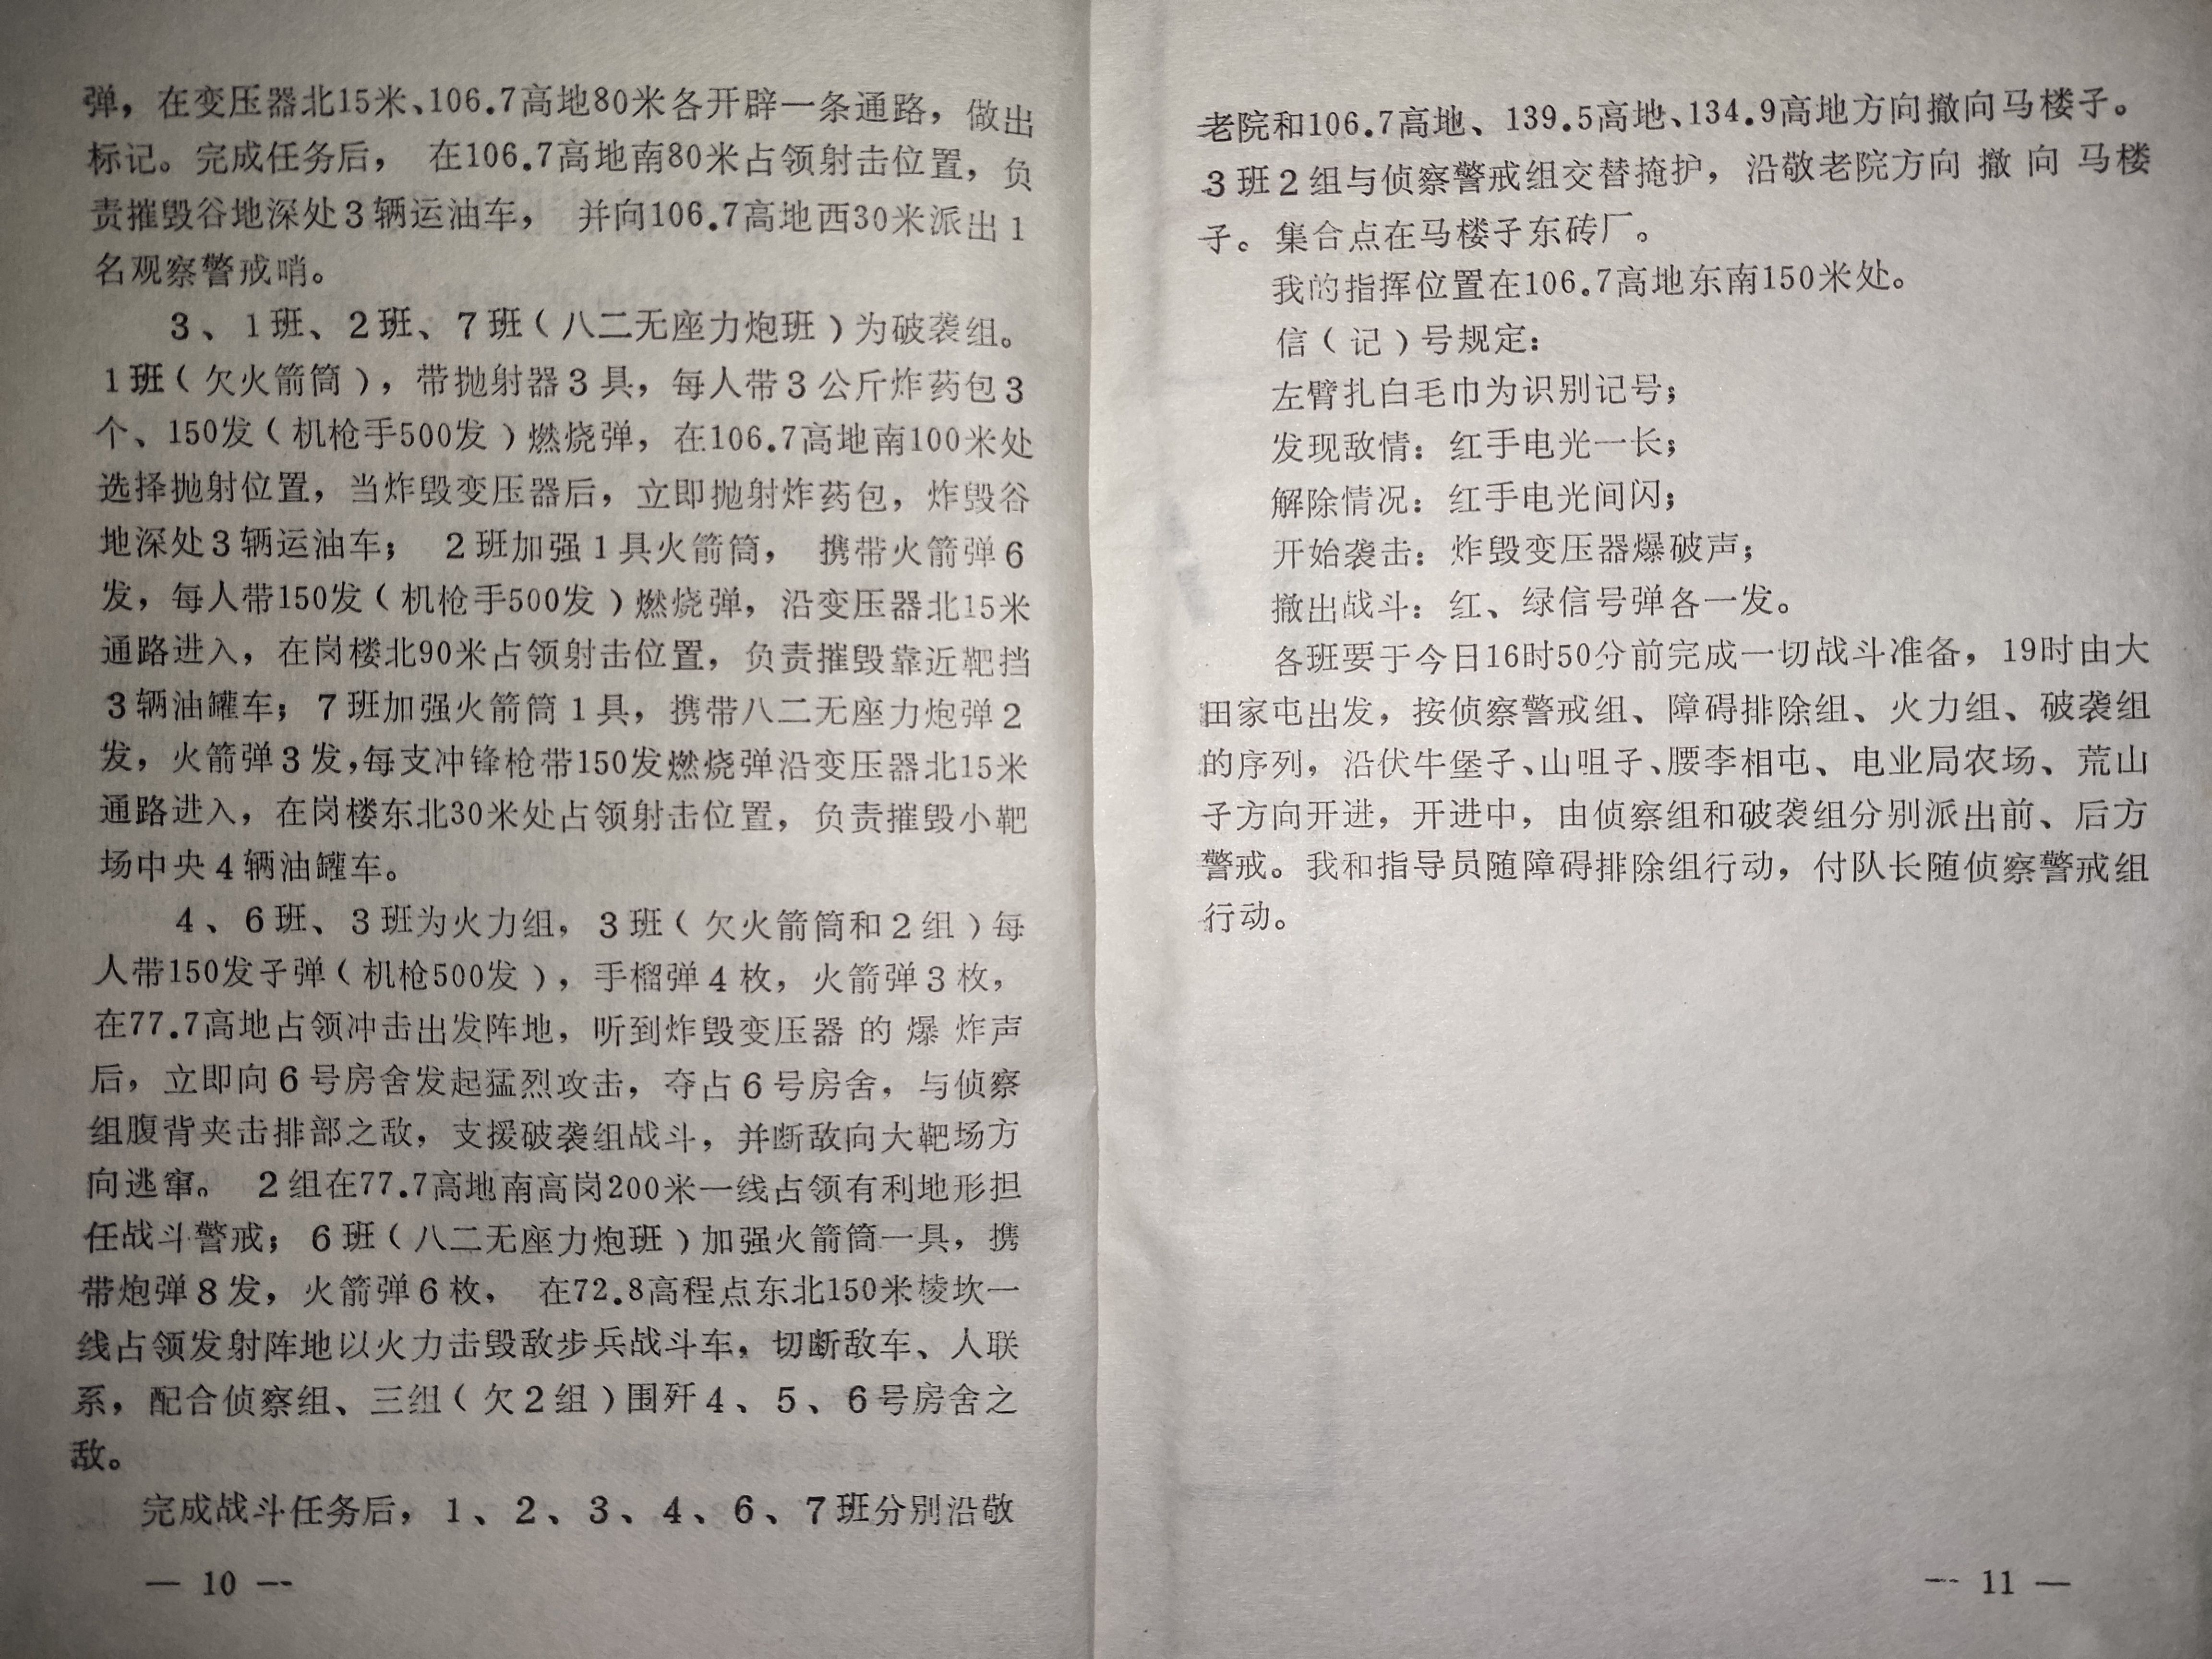 弹，在变压器北15米、106.7高地80米各开辟一条通路，做出
标记。完成任务后，在106.7高地南80米占领射击位置，负
责摧毁谷地深处3辆运油车，并向106.7高地西30米派出1
名观察警戒哨。
3、1班、2班、7班（八二无座力炮班）为破袭组。
1班（欠火箭筒），带抛射器3具，每人带3公斤炸药包3
个、150发（机枪手500发）燃烧弹，在106.7高地南100米处
选择抛射位置，当炸毁变压器后，立即抛射炸药包，炸毁谷
地深处3辆运油车；2班加强1具火箭筒，携带火箭弹6
发，每人带150发（机枪手500发）燃烧弹，沿变压器北15米
通路进入，在岗楼北90米占领射击位置，负责摧毁靠近靶挡
3辆油罐车；7班加强火箭筒1具，携带八二无座力炮弹2
发，火箭弹3发，每支冲锋枪带150发燃烧弹沿变压器北15米
通路进入，在岗楼东北30米处占领射击位置，负责摧毁小靶
场中央4辆油罐车。
4、6班、3班为火力组，3班（欠火箭筒和2组）每
人带150发子弹（机枪500发），手榴弹4枚，火箭弹3枚，
在77.7高地占领冲击出发阵地，听到炸毁变压器的爆炸声
后，立即向6号房舍发起猛烈攻击，夺占6号房舍，与侦察
组腹背夹击排部之敌，支援破袭组战斗，并断敌向大靶场方
向逃窜。2组在77.7高地南高岗200米一线占领有利地形担
任战斗警戒；6班（八二无座力炮班）加强火箭筒一具，携
带炮弹8发，火箭弹6枚，在72.8高程点东北150米棱坎一
线占领发射阵地以火力击毁敌步兵战斗车，切断敌车、人联
系，配合侦察组、三组（欠2组）围歼4、5、6号房舍之
敌。
完成战斗任务后，1、2、3、4、6、7班分别沿敬
— 10 —
老院和106.7高地、139.5高地、134.9高地方向撤向马楼子。
3班2组与侦察警戒组交替掩护，沿敬老院方向撤向马楼
子。集合点在马楼子东砖厂。
我的指挥位置在106.7高地东南150米处。
信（记）号规定：
左臂扎白毛巾为识别记号；
发现敌情：红手电光一长；
解除情况：红手电光间闪；
开始袭击：炸毁变压器爆破声；
撤出战斗：红、绿信号弹各一发。
各班要于今日16时50分前完成一切战斗准备，19时由大
田家屯出发，按侦察警戒组、障碍排除组、火力组、破袭组
的序列，沿伏牛堡子、山咀子、腰李相屯、电业局农场、荒山
子方向开进，开进中，由侦察组和破袭组分别派出前、后方
警戒。我和指导员随障碍排除组行动，付队长随侦察警戒组
行动。
— 11 —